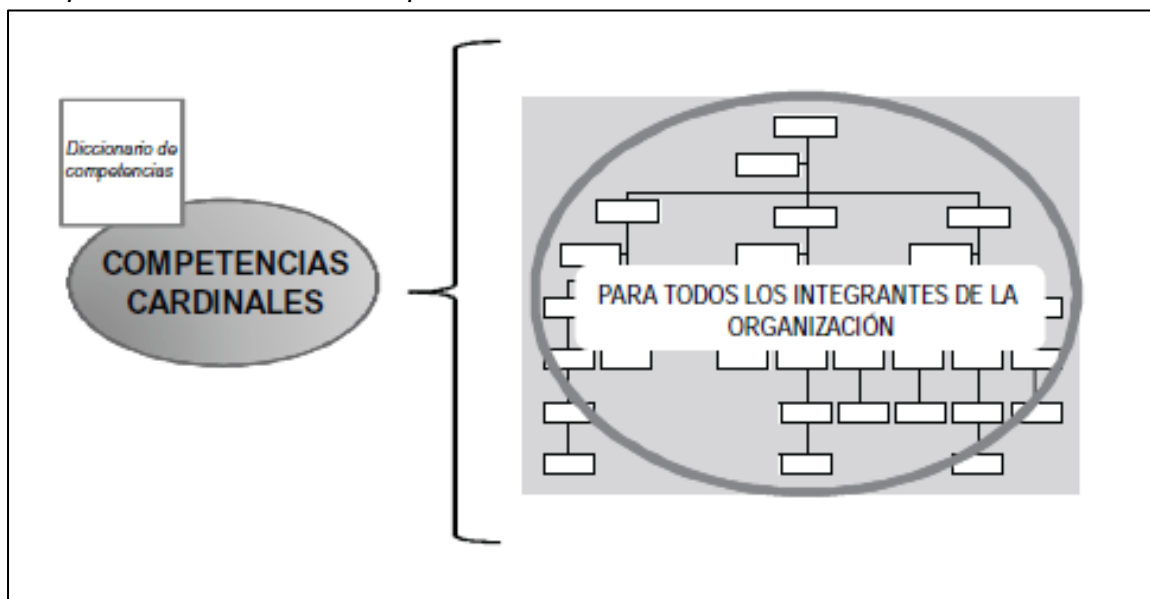 Diccionario de
competencias
COMPETENCIAS
CARDINALES
PARA TODOS LOS INTEGRANTES DE LA
ORGANIZACIÓN